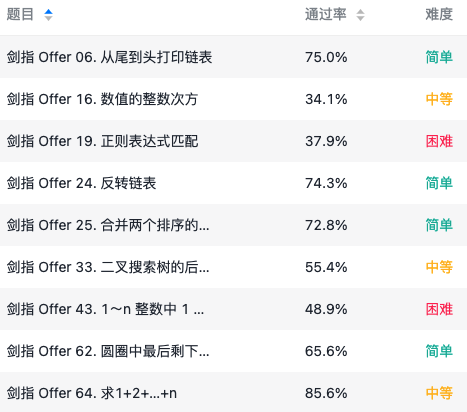 题目 通过率 难度
剑指 Offer 06. 从尾到头打印链表 75.0% 简单
剑指 Offer 16. 数值的整数次方 34.1% 中等
剑指 Offer 19. 正则表达式匹配 37.9% 困难
剑指 Offer 24. 反转链表 74.3% 简单
剑指 Offer 25. 合并两个排序的... 72.8% 简单
剑指 Offer 33. 二叉搜索树的后... 55.4% 中等
剑指 Offer 43. 1~n 整数中 1 ... 48.9% 困难
剑指 Offer 62. 圆圈中最后剩下... 65.6% 简单
剑指 Offer 64. 求1+2+...+n 85.6% 中等